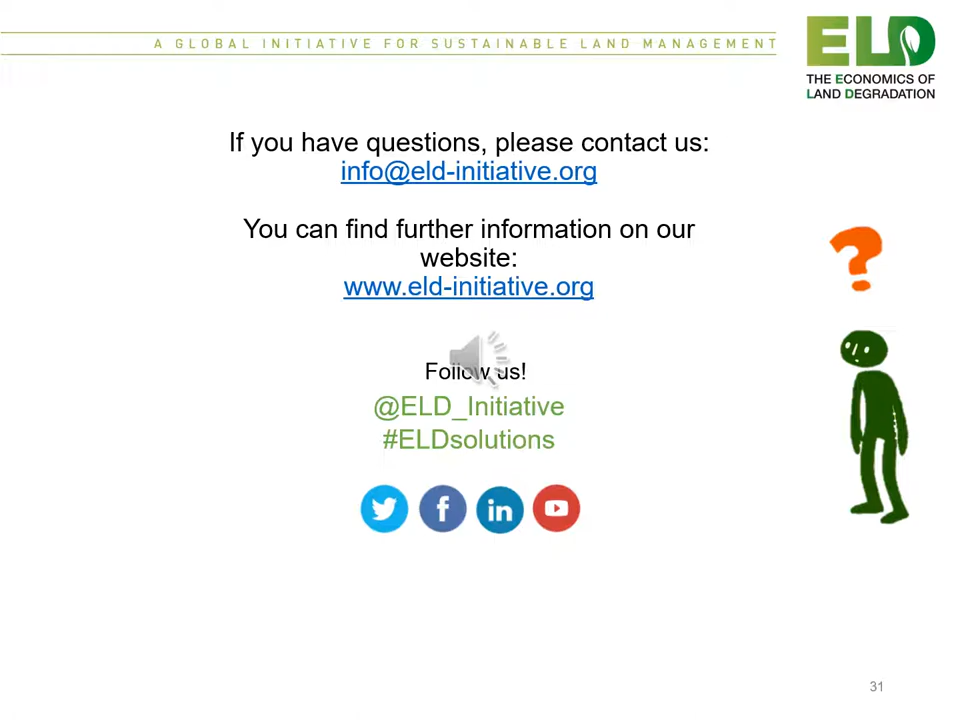 A GLOBAL INITIATIVE FOR SUSTAINABLE LAND MANAGEMENT
ELD
THE ECONOMICS OF
LAND DEGRADATION
If you have questions, please contact us:
info@eld-initiative.org
You can find further information on our
website:
www.eld-initiative.org
Follow us!
@ELD_Initiative
#ELDsolutions
31